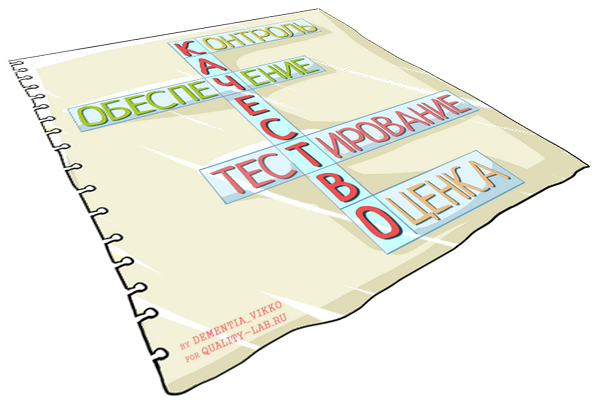 КОНТРОЛЬ
КАЧЕСТВО
ОБЕСПЕЧЕНИЕ
ТЕСТИРОВАНИЕ
ОЦЕНКА
BY DEMENTIA_VIKKO
FOR QUALITY-LAB.RU